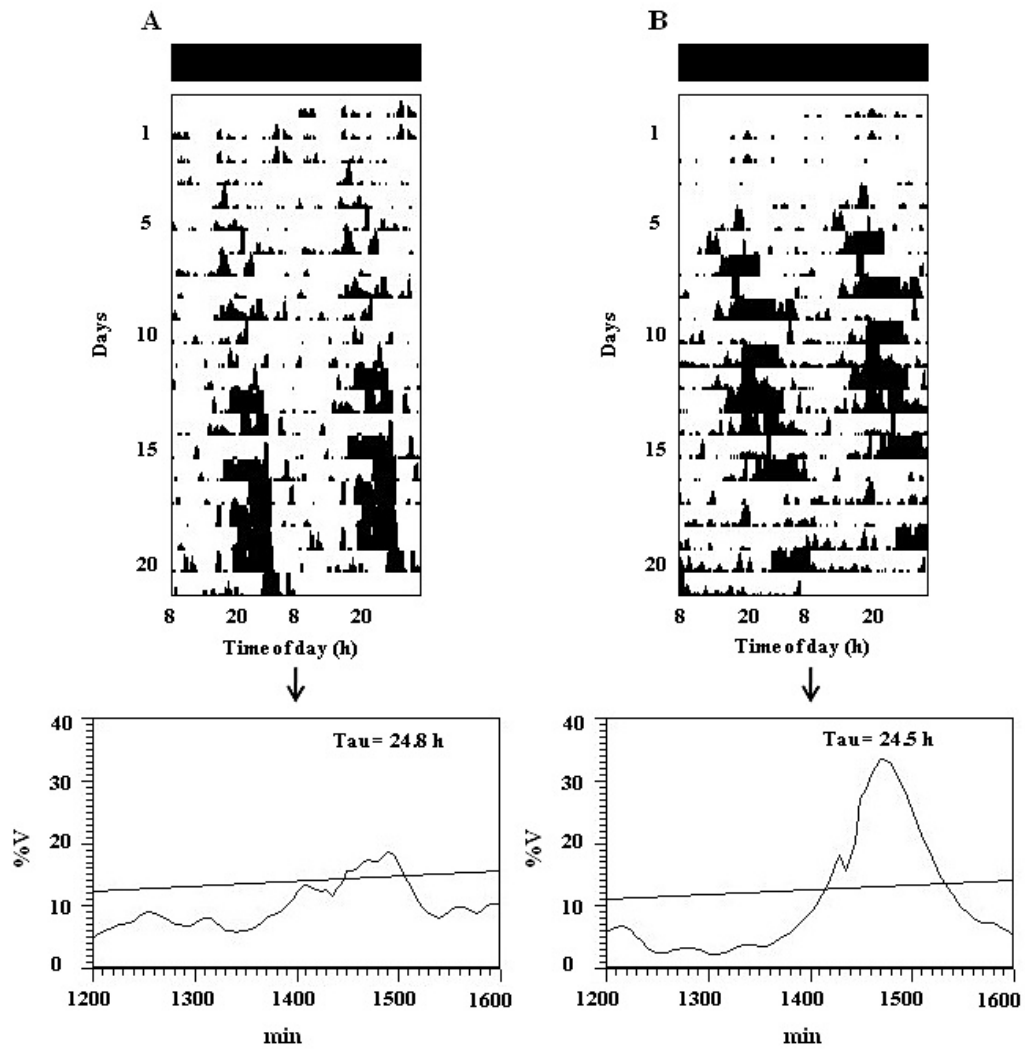 A B
1 1
5 5
10 10
15 15
20 20
Days Days
8 20 8 20 8 20 8 20
Time of day (h) Time of day (h)
Tau = 24.8 h Tau = 24.5 h
40 40
30 30
20 20
10 10
0 0
%V %V
1200 1300 1400 1500 1600 1200 1300 1400 1500 1600
min min